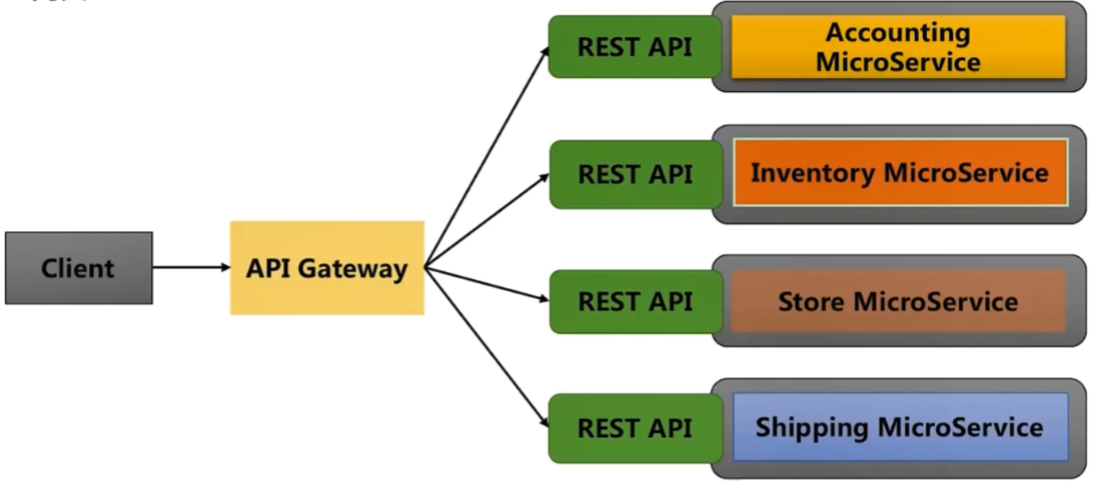 REST API
Accounting
MicroService
REST API
Inventory MicroService
Client
API Gateway
REST API
Store MicroService
REST API
Shipping MicroService